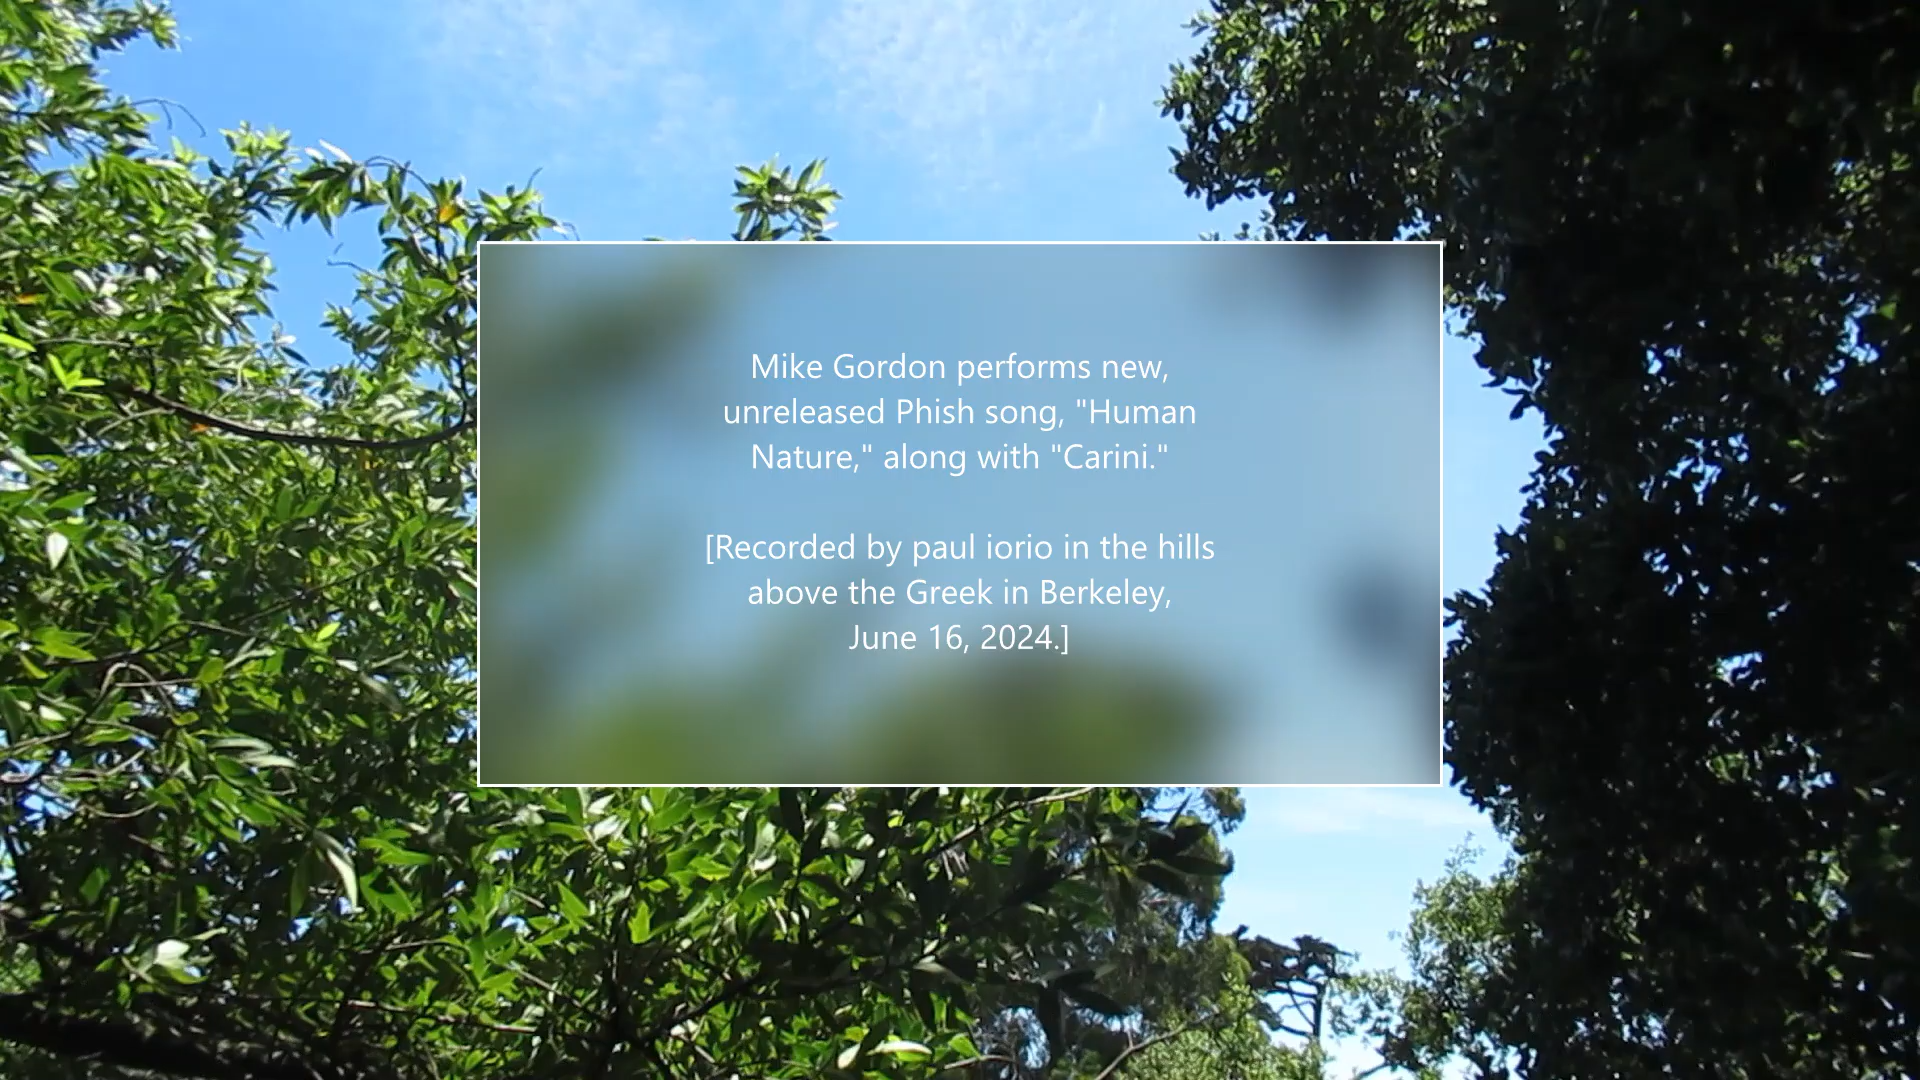 Mike Gordon performs new,
unreleased Phish song, "Human
Nature," along with "Carini."
[Recorded by paul iorio in the hills
above the Greek in Berkeley,
June 16, 2024.]